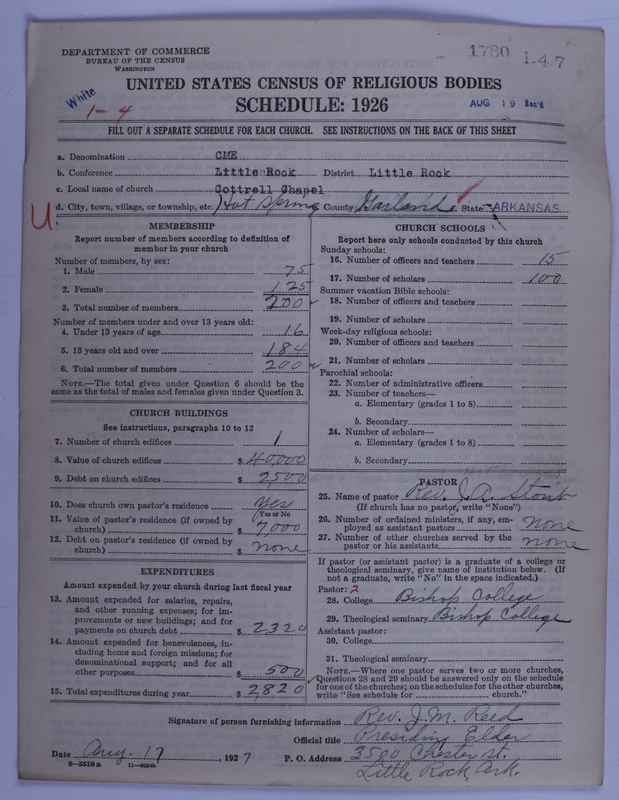 DEPARTMENT OF COMMERCE
BUREAU OF THE CENSUS
WASHINGTON
1780 1-47
White
1-4
UNITED STATES CENSUS OF RELIGIOUS BODIES
SCHEDULE: 1926
AUG 19 Rec'd
FILL OUT A SEPARATE SCHEDULE FOR EACH CHURCH. SEE INSTRUCTIONS ON THE BACK OF THIS SHEET
a. Denomination CME
b. Conference Little Rock District Little Rock
c. Local name of church Cottrell Chapel
d. City, town, village, or township, etc. Hot Spring County Garland e. State ARKANSAS
U
MEMBERSHIP
Report number of members according to definition of
member in your church
Number of members, by sex:
1. Male 75
2. Female 125
3. Total number of members 200
Number of members under and over 13 years old:
4. Under 13 years of age 16
5. 13 years old and over 184
6. Total number of members 200
NOTE.—The total given under Question 6 should be the
same as the total of males and females given under Question 3.
CHURCH BUILDINGS
See instructions, paragraphs 10 to 12
7. Number of church edifices 1
8. Value of church edifices $ 40000
9. Debt on church edifices $ 2500
10. Does church own pastor's residence yes
(Yes or No
11. Value of pastor's residence (if owned by
church) $ 7,000
12. Debt on pastor's residence (if owned by
church) $ none
EXPENDITURES
Amount expended by your church during last fiscal year
13. Amount expended for salaries, repairs,
and other running expenses; for im-
provements or new buildings; and for
payments on church debt $ 2320
14. Amount expended for benevolences, in-
cluding home and foreign missions; for
denominational support; and for all
other purposes $ 500
15. Total expenditures during year $ 2,820
CHURCH SCHOOLS
Report here only schools conducted by this church
Sunday schools:
16. Number of officers and teachers 15
17. Number of scholars 100
Summer vacation Bible schools:
18. Number of officers and teachers
19. Number of scholars
Week-day religious schools:
20. Number of officers and teachers
21. Number of scholars
Parochial schools:
22. Number of administrative officers
23. Number of teachers—
a. Elementary (grades 1 to 8)
b. Secondary
24. Number of scholars—
a. Elementary (grades 1 to 8)
b. Secondary
PASTOR
25. Name of pastor Rev. J. R.
(If church has no pastor, write "None")
26. Number of ordained ministers, if any, em-
ployed as assistant pastors none
27. Number of other churches served by the
pastor or his assistants none
If pastor (or assistant pastor) is a graduate of a college or
theological seminary, give name of institution below. (If
not a graduate, write "No" in the space indicated.)
Pastor: 2
28. College Bishop College
29. Theological seminary Bishop College
Assistant pastor:
30. College
31. Theological seminary
NOTE.—Where one pastor serves two or more churches,
Questions 28 and 29 should be answered only on the schedule
for one of the churches; on the schedules for the other churches,
write "See schedule for church."
Signature of person furnishing information Rev. J. M. Reed
Official title Presiding Elder
Date Aug. 17, 1927 P. O. Address 3520 Chester st.
Little Rock, Ark.
8-5318a 11-9024b